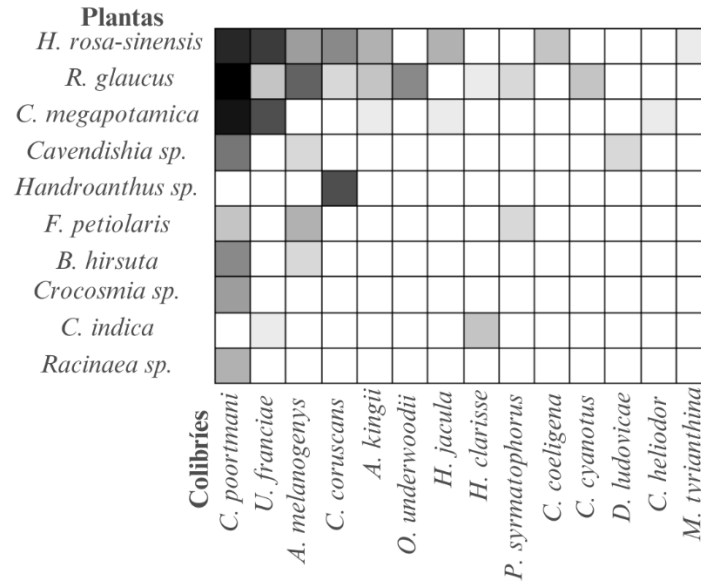 Plantas
H. rosa-sinensis
R. glaucus
C. megapotamica
Cavendishia sp.
Handroanthus sp.
F. petiolaris
B. hirsuta
Crocosmia sp.
C. indica
Racinaea sp.
Colibríes
C. poortmani
U. franciae
A. melanogenys
C. coruscans
A. kingii
O. underwoodii
H. jacula
H. clarisse
P. syrmatophorus
C. coeligena
C. cyanotus
D. ludovicae
C. heliodor
M. tyrianthina